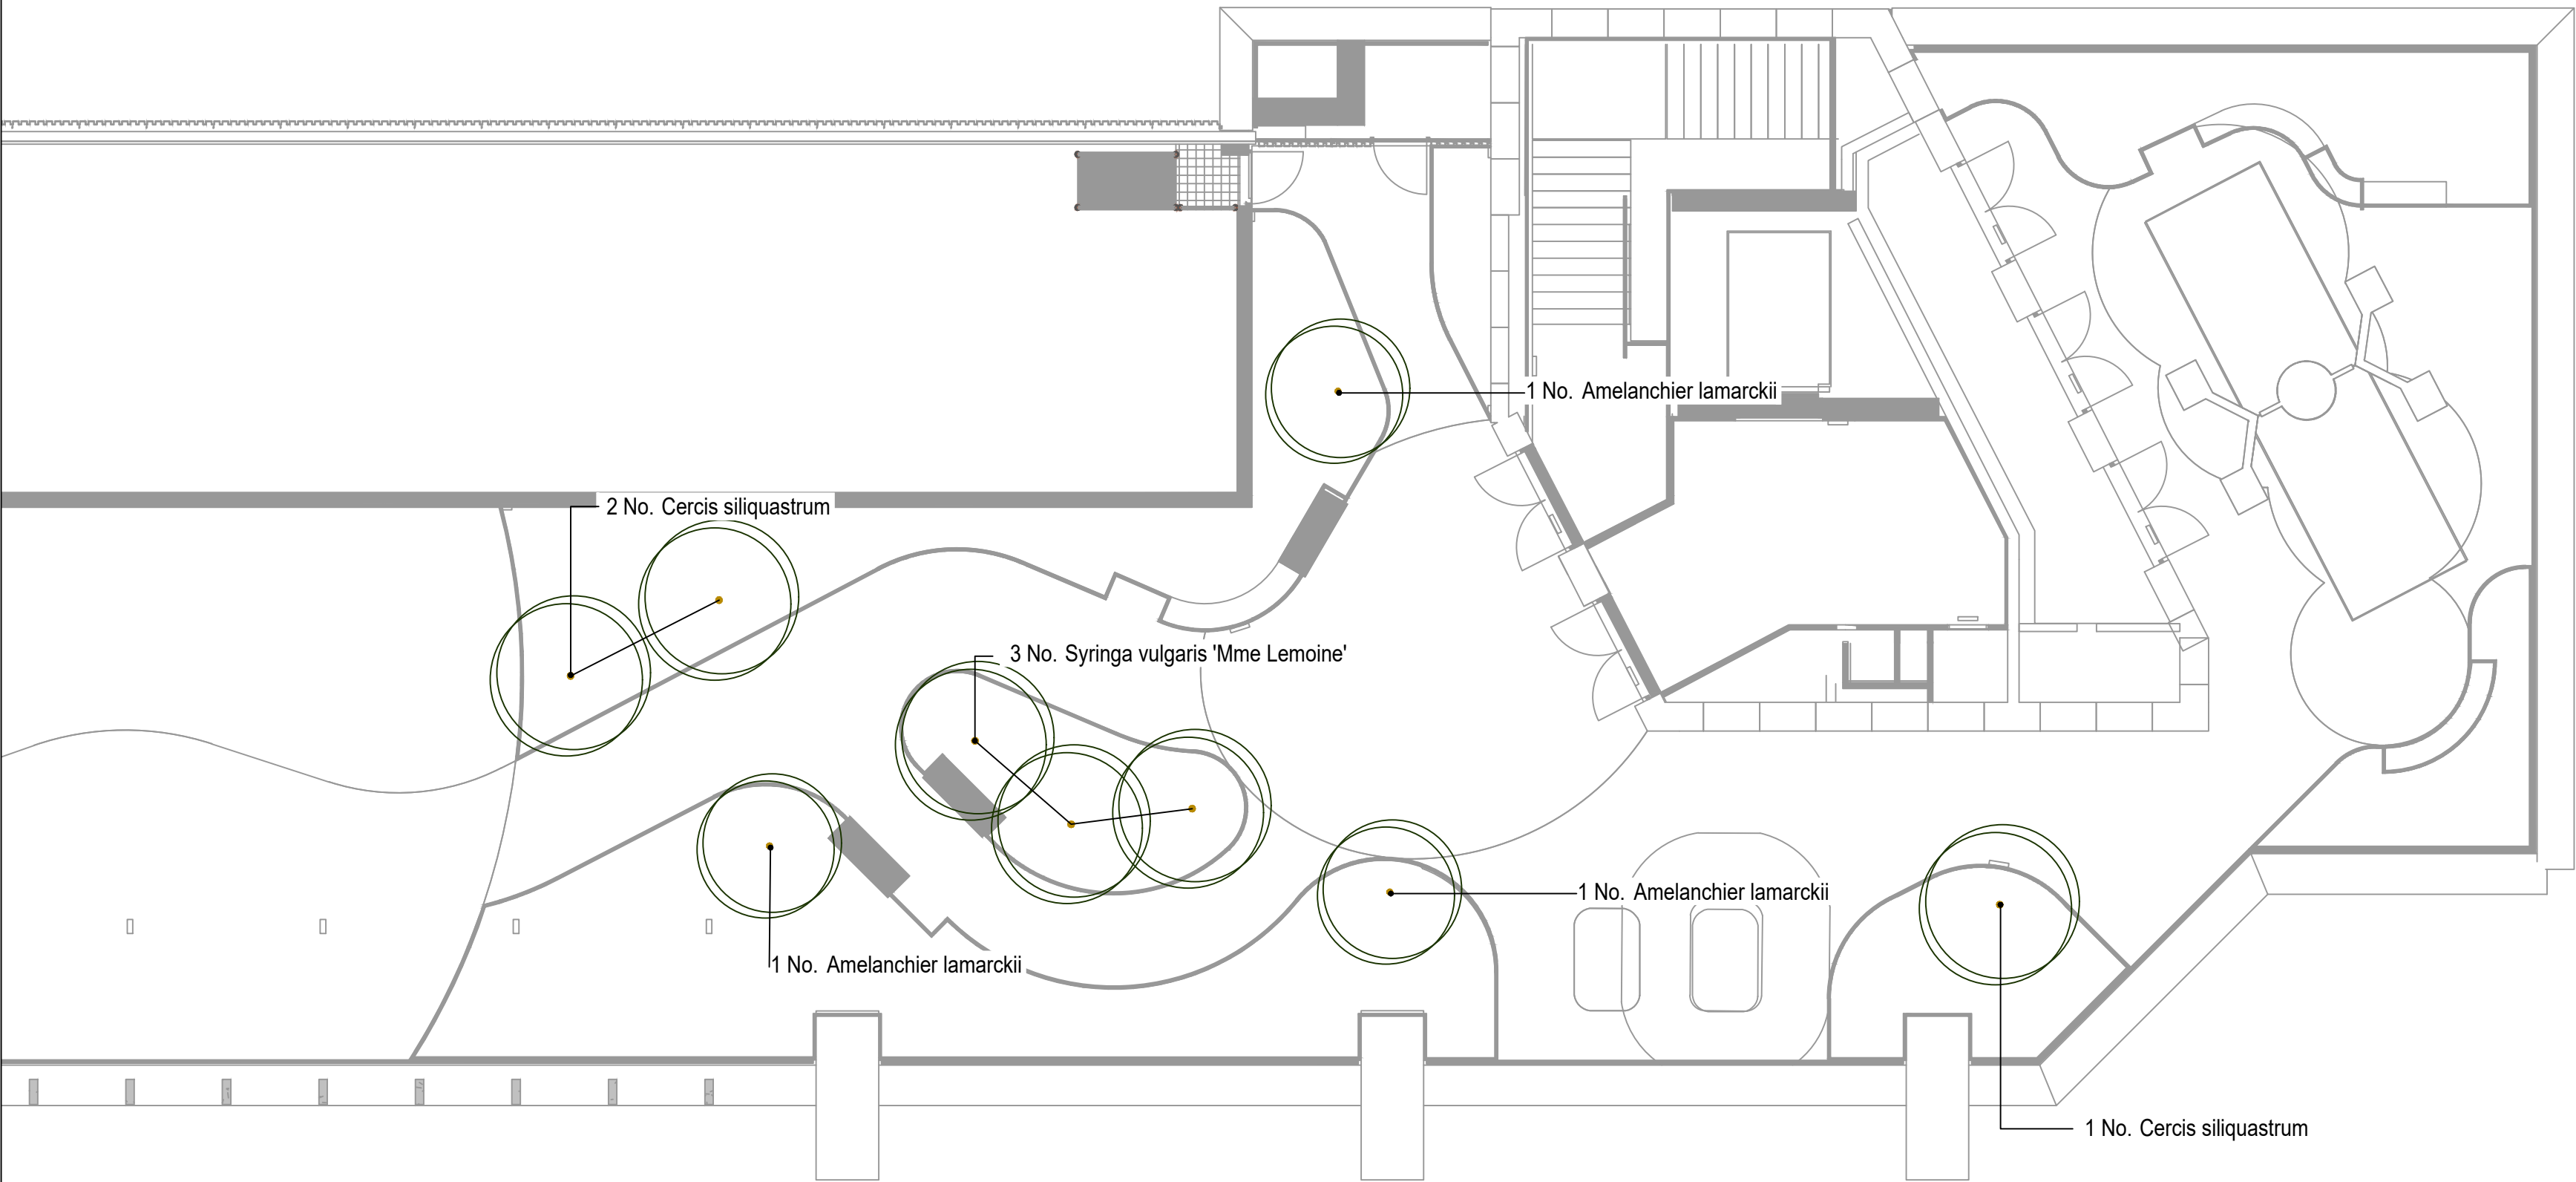 1 No. Amelanchier lamarckii
2 No. Cercis siliquastrum
3 No. Syringa vulgaris 'Mme Lemoine'
1 No. Amelanchier lamarckii
1 No. Amelanchier lamarckii
1 No. Cercis siliquastrum